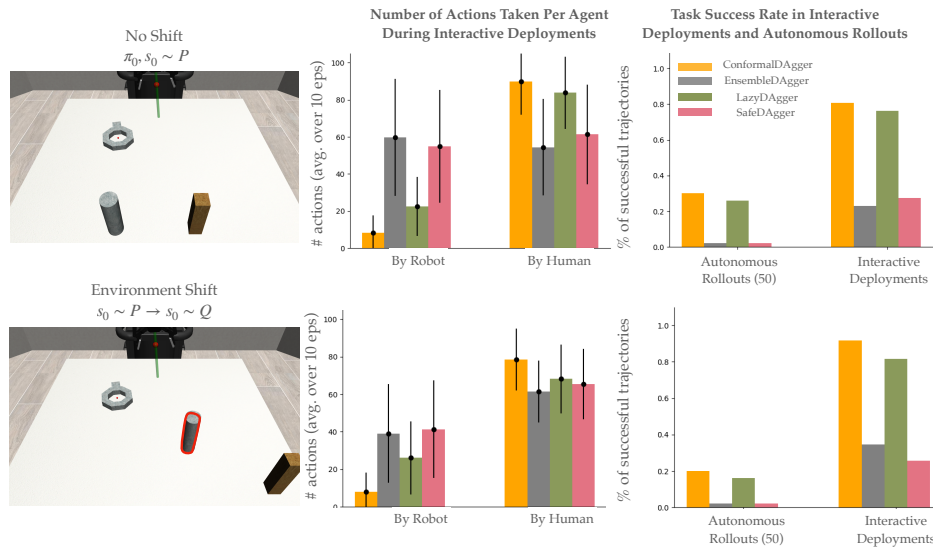 Number of Actions Taken Per Agent
During Interactive Deployments
Task Success Rate in Interactive
Deployments and Autonomous Rollouts
No Shift
π₀, s₀ ∼ P
# actions (avg. over 10 eps)
100
80
60
40
20
0
By Robot
By Human
% of successful trajectories
1.0
0.8
0.6
0.4
0.2
0.0
ConformalDAgger
EnsembleDAgger
LazyDAgger
SafeDAgger
Autonomous
Rollouts (50)
Interactive
Deployments
Environment Shift
s₀ ∼ P → s₀ ∼ Q
# actions (avg. over 10 eps)
100
80
60
40
20
0
By Robot
By Human
% of successful trajectories
1.0
0.8
0.6
0.4
0.2
0.0
Autonomous
Rollouts (50)
Interactive
Deployments